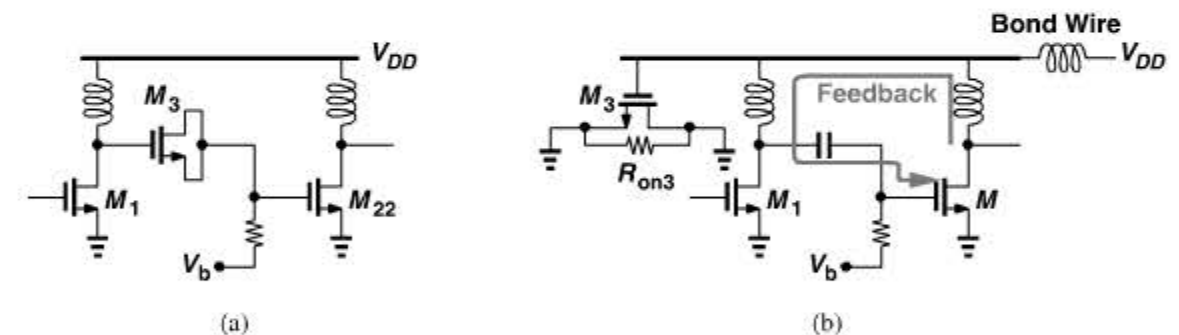 Bond Wire
V_DD
M_3
M_1
M_22
V_b
(a)
V_DD
Feedback
M_3
R_on3
M_1
M
V_b
(b)